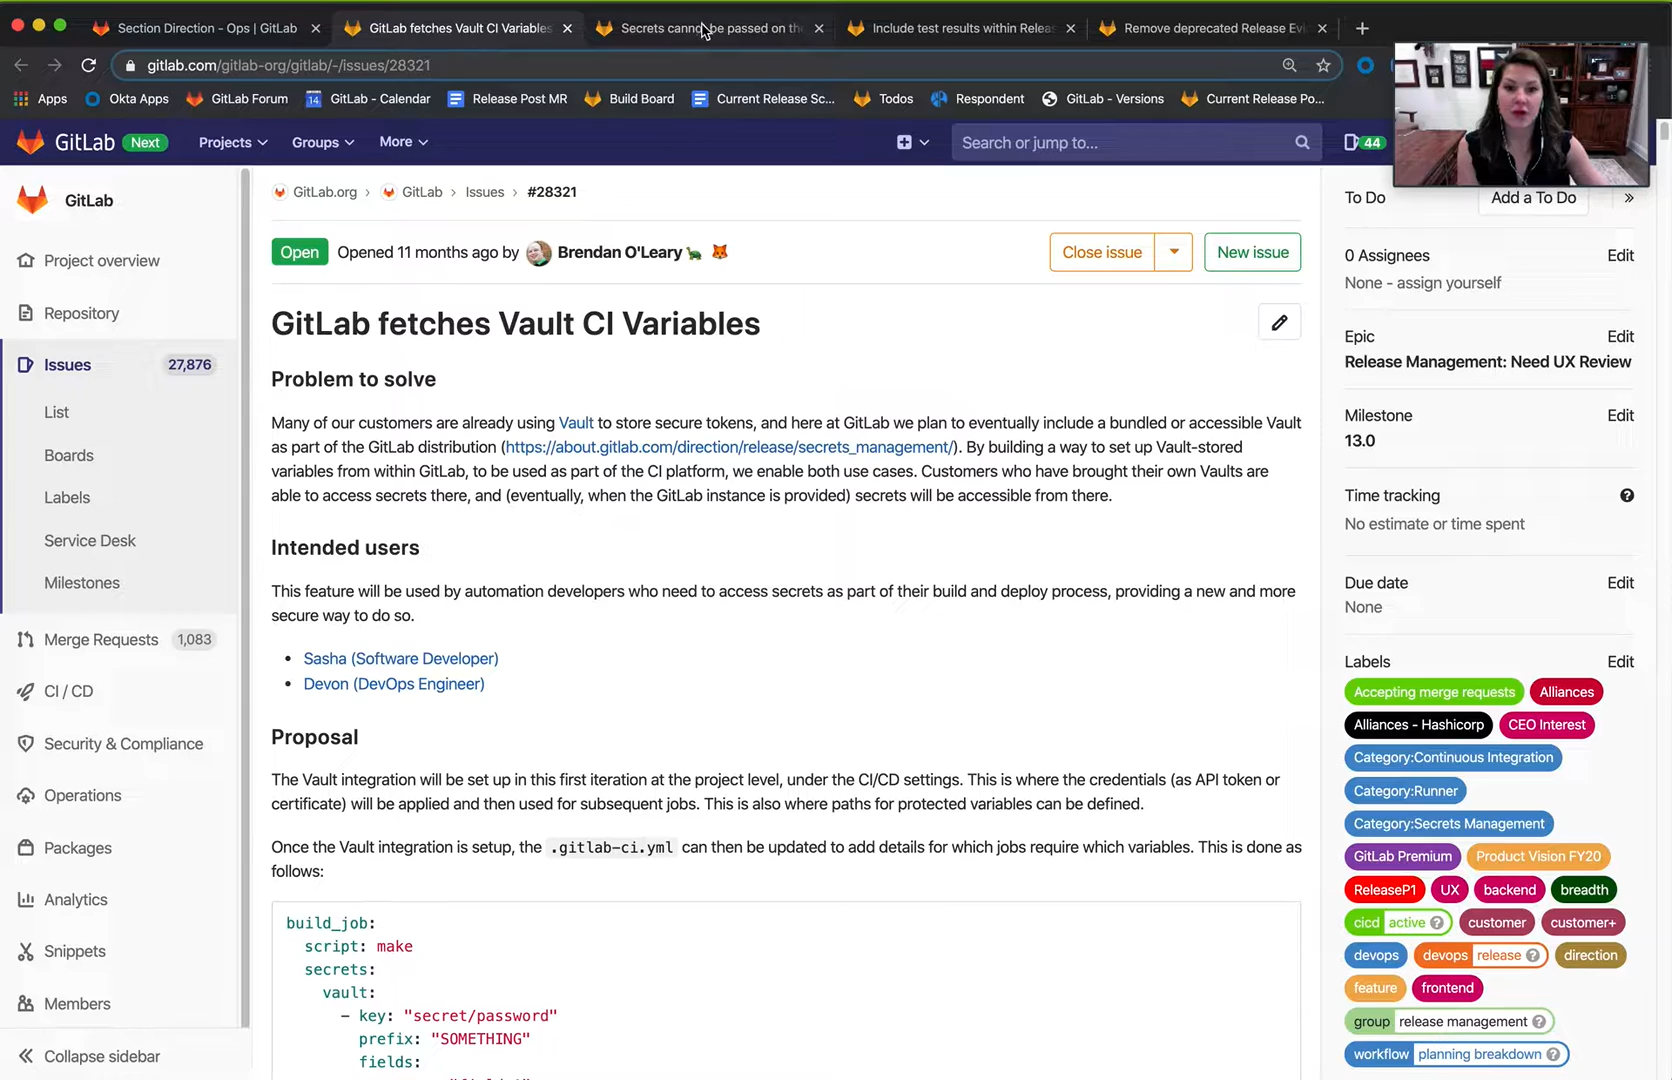 Section Direction - Ops | GitLab
GitLab fetches Vault CI Variables
Secrets cannot be passed on th
Include test results within Relea
Remove deprecated Release Evi
gitlab.com/gitlab-org/gitlab/-/issues/28321
Apps
Okta Apps
GitLab Forum
14
GitLab - Calendar
Release Post MR
Build Board
Current Release Sc...
Todos
Respondent
GitLab - Versions
Current Release Po...
GitLab
Next
Projects
Groups
More
Search or jump to...
44
GitLab
Project overview
Repository
Issues
27,876
List
Boards
Labels
Service Desk
Milestones
Merge Requests
1,083
CI / CD
Security & Compliance
Operations
Packages
Analytics
Snippets
Members
Collapse sidebar
GitLab.org > GitLab > Issues > #28321
Open
Opened 11 months ago by Brendan O'Leary
Close issue
New issue
GitLab fetches Vault CI Variables
Problem to solve
Many of our customers are already using Vault to store secure tokens, and here at GitLab we plan to eventually include a bundled or accessible Vault
as part of the GitLab distribution (https://about.gitlab.com/direction/release/secrets_management/). By building a way to set up Vault-stored
variables from within GitLab, to be used as part of the CI platform, we enable both use cases. Customers who have brought their own Vaults are
able to access secrets there, and (eventually, when the GitLab instance is provided) secrets will be accessible from there.
Intended users
This feature will be used by automation developers who need to access secrets as part of their build and deploy process, providing a new and more
secure way to do so.
• Sasha (Software Developer)
• Devon (DevOps Engineer)
Proposal
The Vault integration will be set up in this first iteration at the project level, under the CI/CD settings. This is where the credentials (as API token or
certificate) will be applied and then used for subsequent jobs. This is also where paths for protected variables can be defined.
Once the Vault integration is setup, the .gitlab-ci.yml can then be updated to add details for which jobs require which variables. This is done as
follows:
build_job:
script: make
secrets:
vault:
- key: "secret/password"
prefix: "SOMETHING"
fields:
To Do
Add a To Do
»
0 Assignees
Edit
None - assign yourself
Epic
Edit
Release Management: Need UX Review
Milestone
Edit
13.0
Time tracking
?
No estimate or time spent
Due date
Edit
None
Labels
Edit
Accepting merge requests
Alliances
Alliances - Hashicorp
CEO Interest
Category:Continuous Integration
Category:Runner
Category:Secrets Management
GitLab Premium
Product Vision FY20
ReleaseP1
UX
backend
breadth
cicd active ?
customer
customer+
devops
devops release ?
direction
feature
frontend
group release management ?
workflow planning breakdown ?